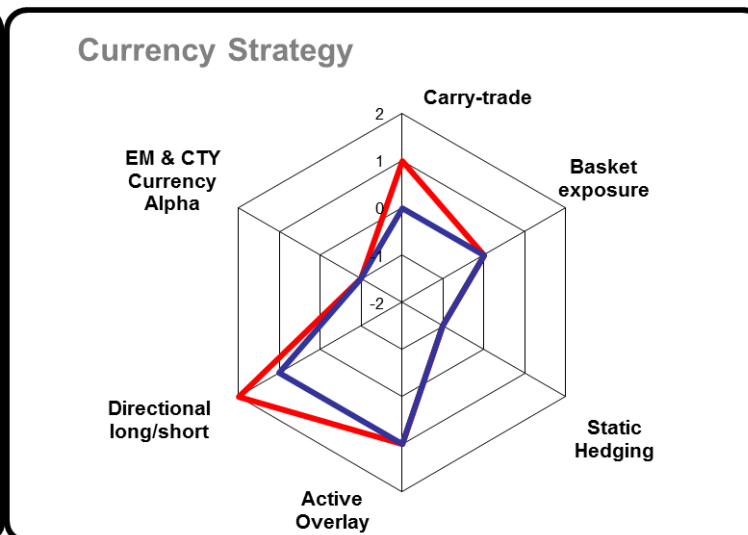 Currency Strategy
Carry-trade
2
EM & CTY
Currency
Alpha
1
Basket
exposure
0
-1
-2
Directional
long/short
Static
Hedging
Active
Overlay